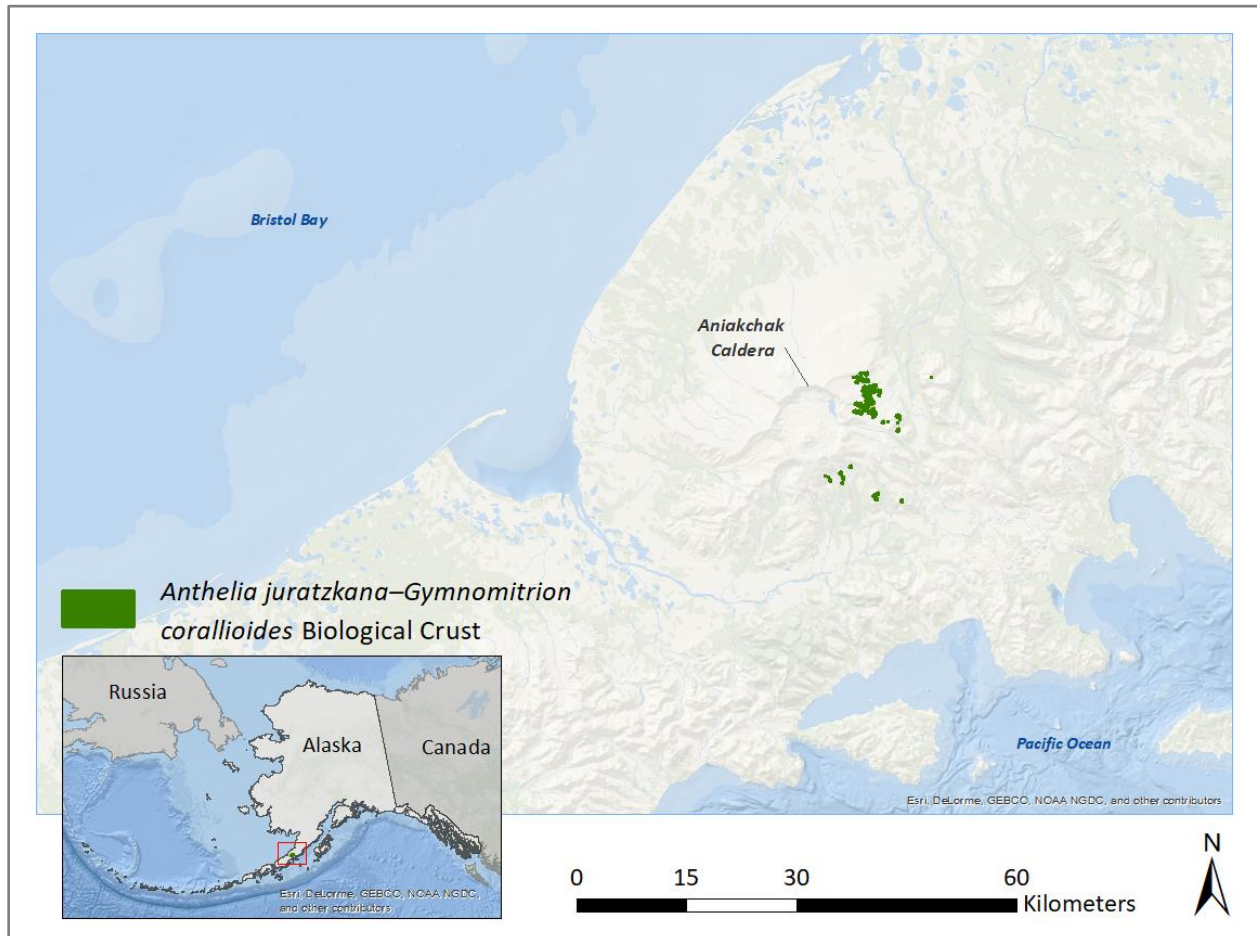 Bristol Bay
Aniakchak
Caldera
Anthelia juratzkana–Gymnomitrion
corallioides Biological Crust
Russia
Alaska
Canada
Pacific Ocean
Esri, DeLorme, GEBCO, NOAA NGDC, and other contributors
Esri, DeLorme, GEBCO, NOAA NGDC,
and other contributors
N
0 15 30 60
Kilometers